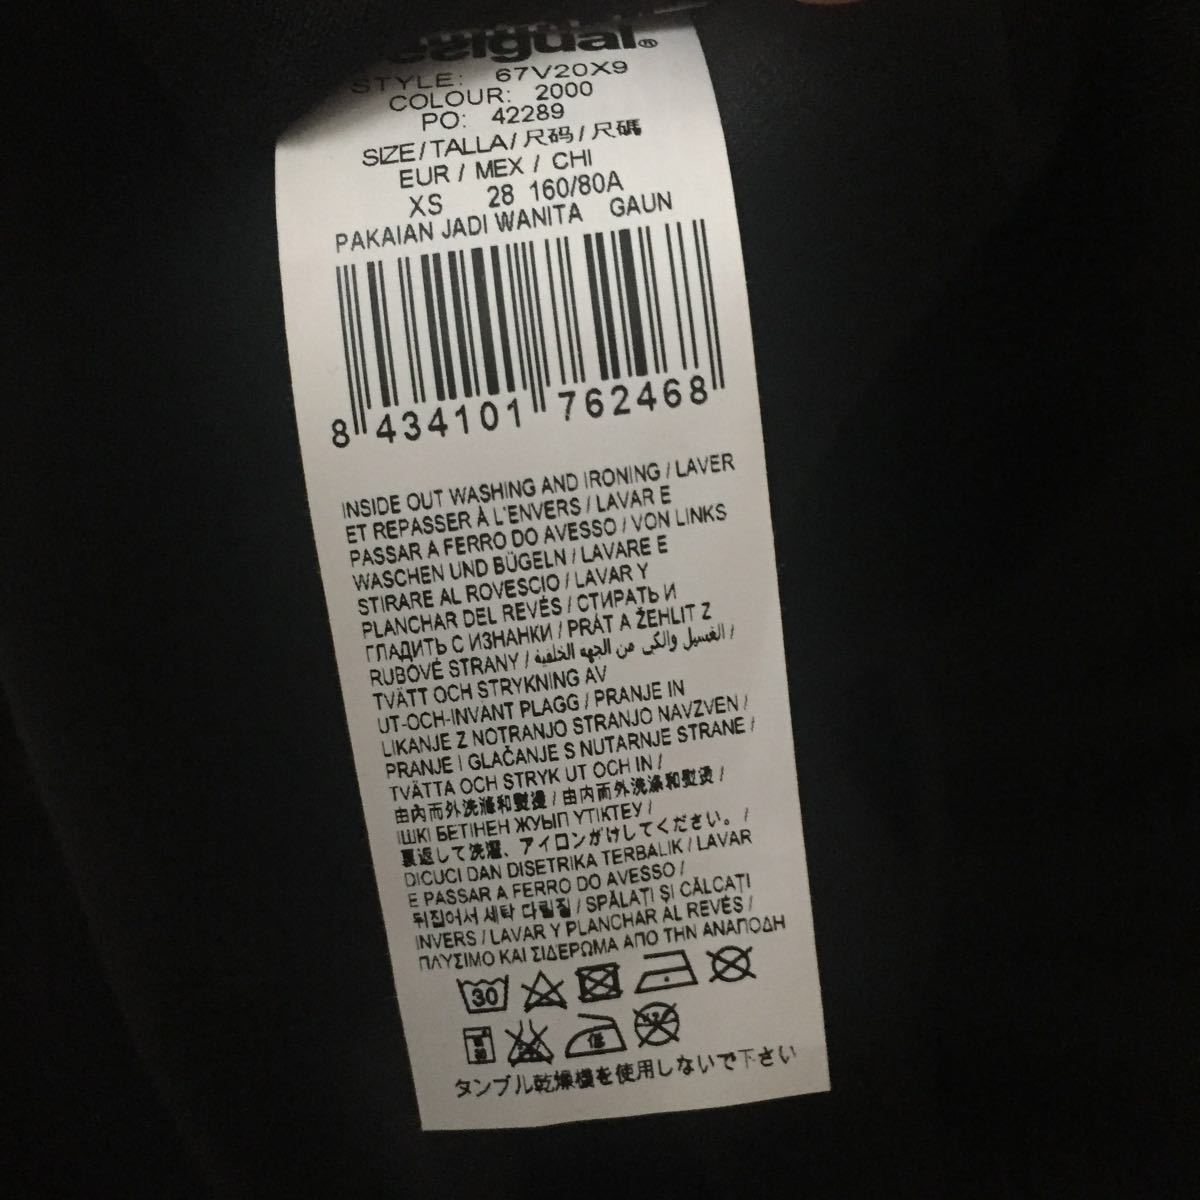 Desigual®
STYLE: 67V20X9
COLOUR: 2000
PO: 42289
SIZE/TALLA/尺码/尺碼
EUR / MEX / CHI
XS 28 160/80A
PAKAIAN JADI WANITA GAUN
8 434101 762468
INSIDE OUT WASHING AND IRONING / LAVER
ET REPASSER À L'ENVERS / LAVAR E
PASSAR A FERRO DO AVESSO / VON LINKS
WASCHEN UND BÜGELN / LAVARE E
STIRARE AL ROVESCIO / LAVAR Y
PLANCHAR DEL REVÉS / СТИРАТЬ И
ГЛАДИТЬ С ИЗНАНКИ / PRÁT A ŽEHLIT Z
RUBOVÉ STRANY / الغسيل والكي من الجهه الخلفيه /
TVÄTT OCH STRYKNING AV
UT-OCH-INVANT PLAGG / PRANJE IN
LIKANJE Z NOTRANJO STRANJO NAVZVEN /
PRANJE I GLAČANJE S NUTARNJE STRANE /
TVÄTTA OCH STRYK UT OCH IN /
由内而外洗涤和熨烫 / 由內而外洗滌和熨燙 /
ІШКІ БЕТІНЕН ЖУЫП ҮТІКТЕУ /
裏返して洗濯、アイロンがけしてください。 /
DICUCI DAN DISETRIKA TERBALIK / LAVAR
E PASSAR A FERRO DO AVESSO /
뒤집어서 세탁 다림질 / SPĂLAȚI ȘI CĂLCAȚI
INVERS / LAVAR Y PLANCHAR AL REVÉS /
ΠΛΥΣΙΜΟ ΚΑΙ ΣΙΔΕΡΩΜΑ ΑΠΟ ΤΗΝ ΑΝΑΠΟΔΗ
30
低
タンブル乾燥機を使用しないで下さい